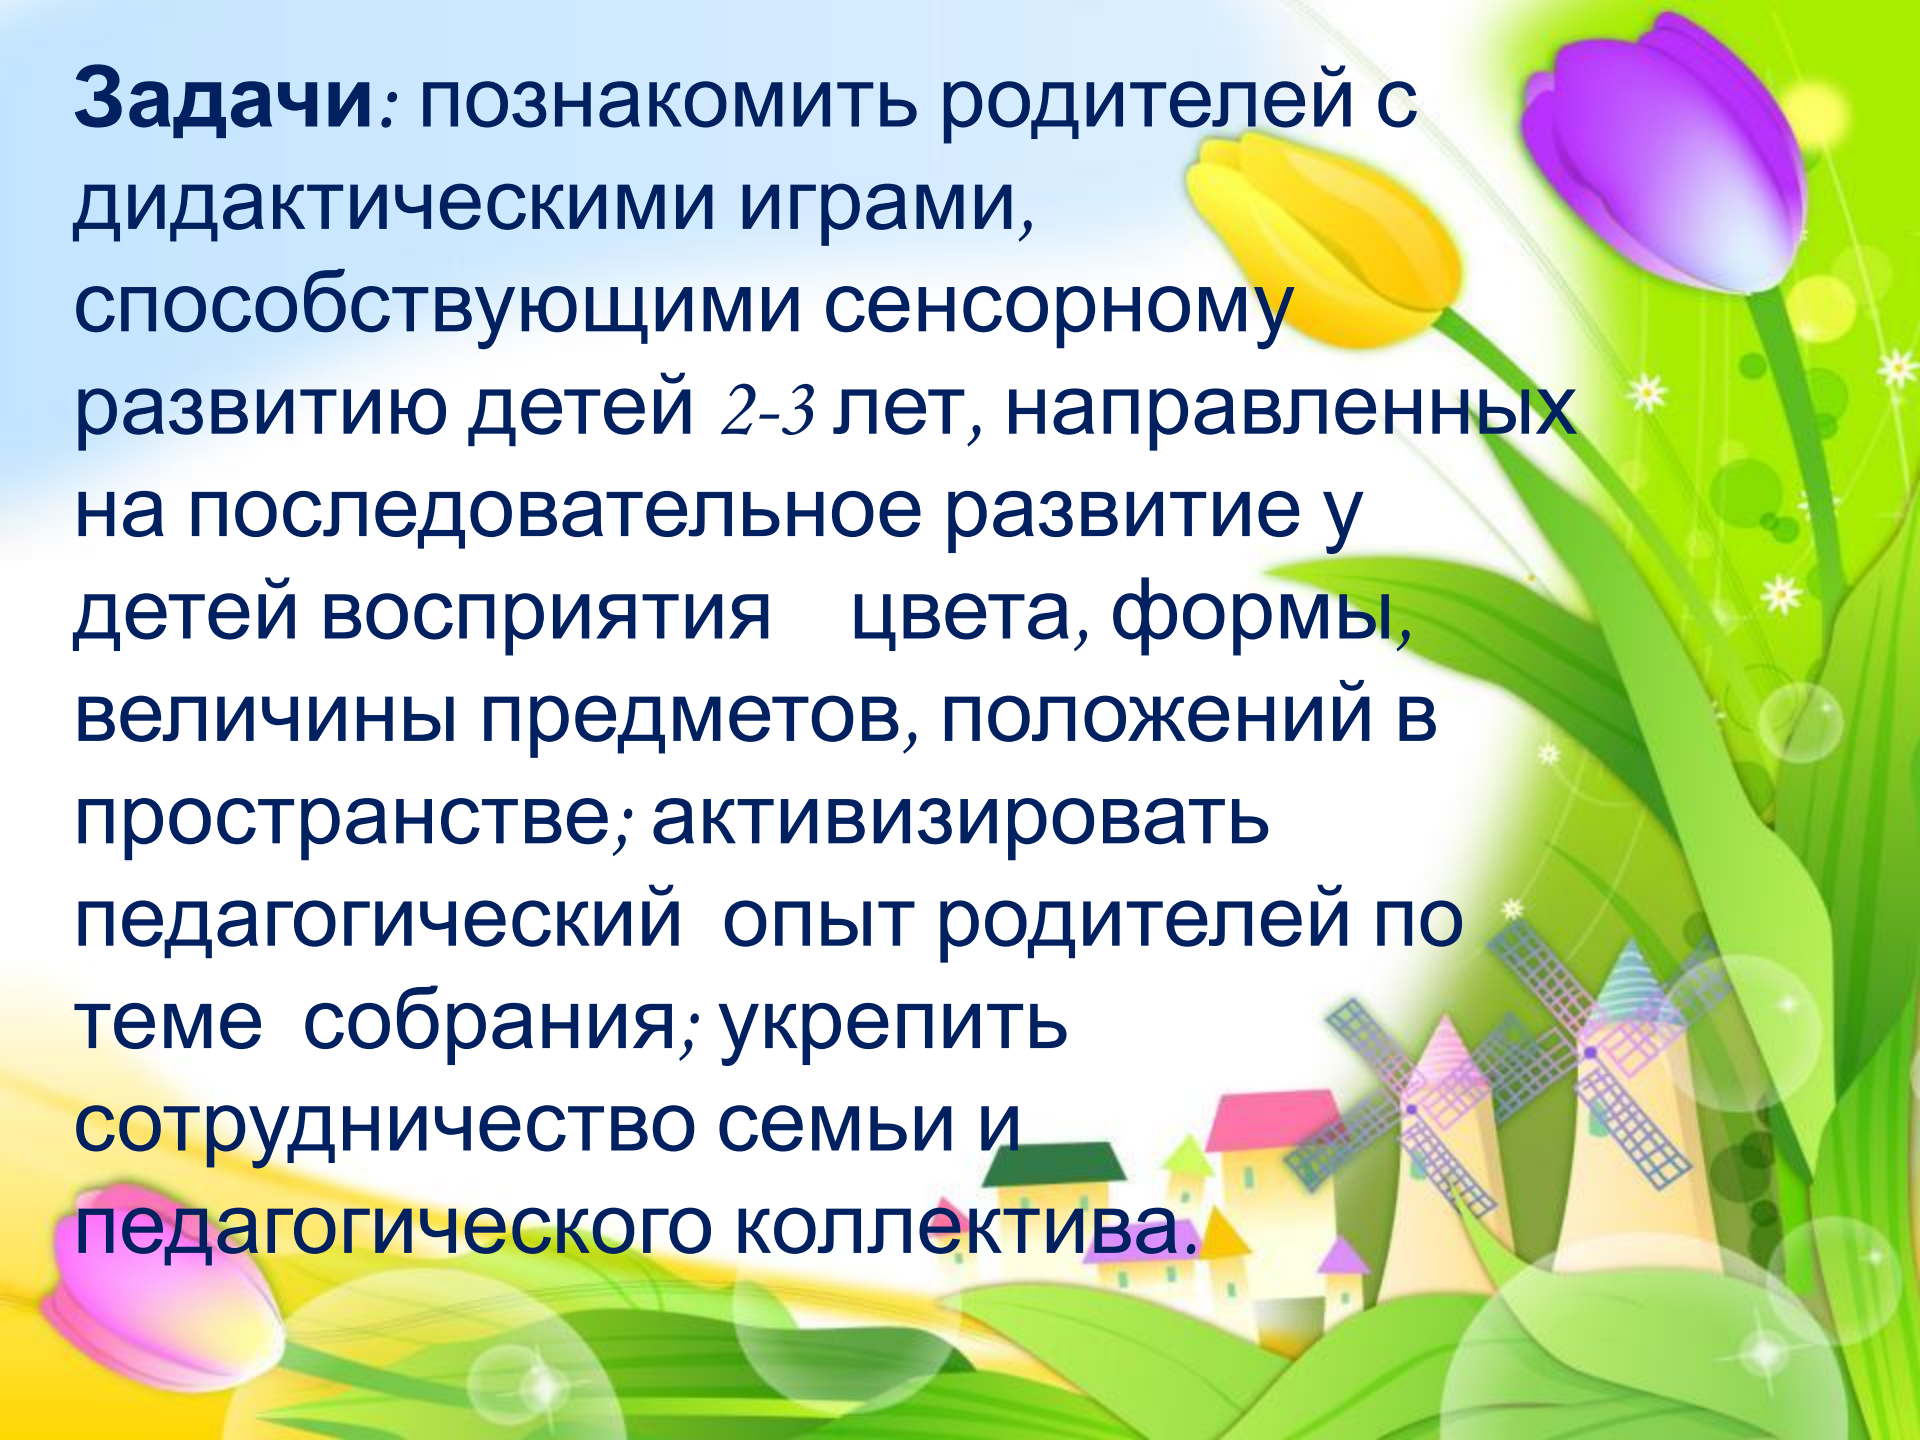 Задачи: познакомить родителей с
дидактическими играми,
способствующими сенсорному
развитию детей 2-3 лет, направленных
на последовательное развитие у
детей восприятия    цвета, формы,
величины предметов, положений в
пространстве; активизировать
педагогический  опыт родителей по
теме  собрания; укрепить
сотрудничество семьи и
педагогического коллектива.